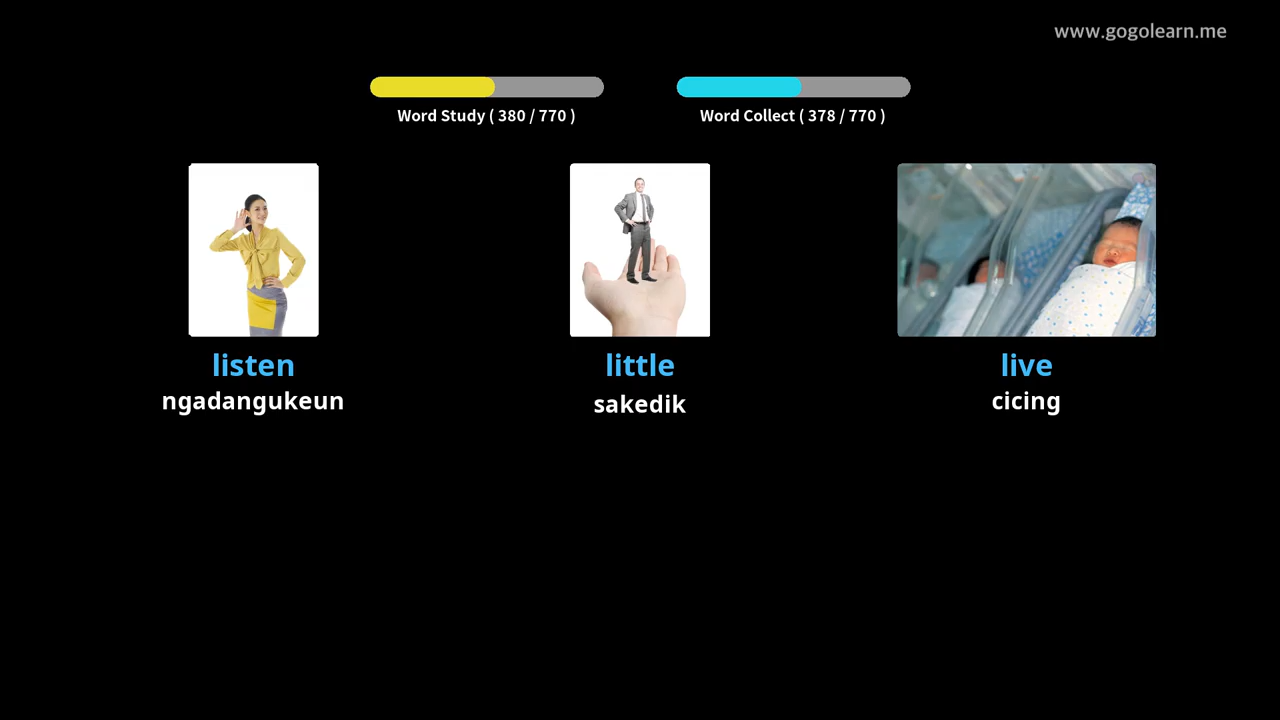 www.gogolearn.me
Word Study ( 380 / 770 )
Word Collect ( 378 / 770 )
listen
ngadangukeun
little
sakedik
live
cicing